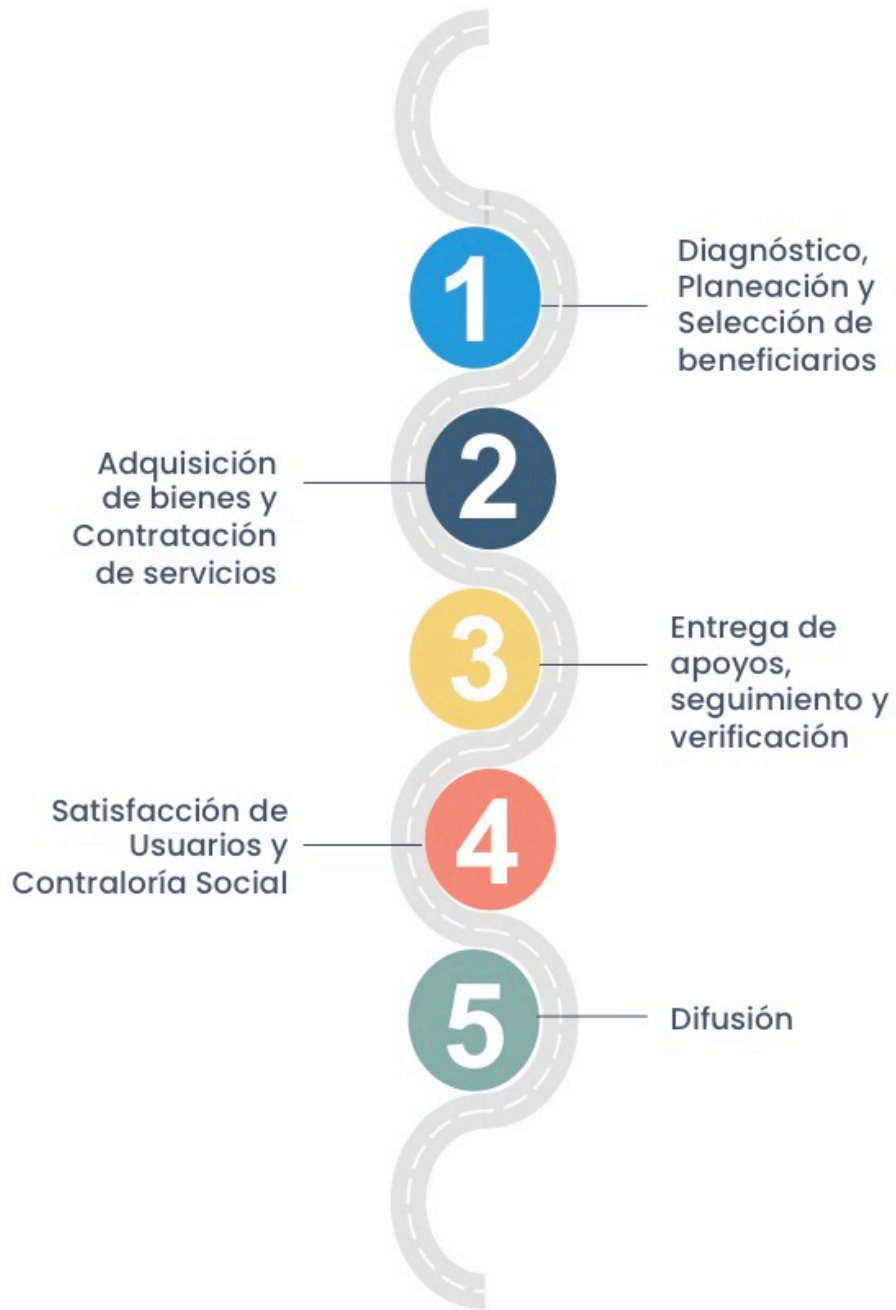 1
Diagnóstico,
Planeación y
Selección de
beneficiarios
2
Adquisición
de bienes y
Contratación
de servicios
3
Entrega de
apoyos,
seguimiento y
verificación
4
Satisfacción de
Usuarios y
Contraloría Social
5
Difusión